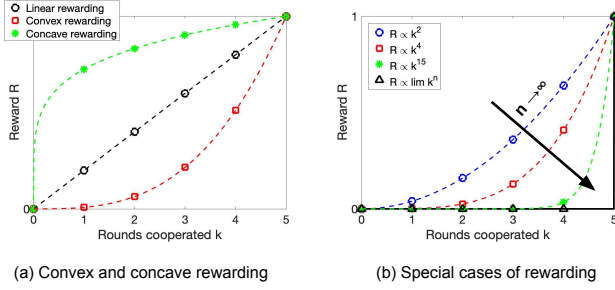 Linear rewarding
Convex rewarding
Concave rewarding
Reward R
0
0 1 2 3 4 5
Rounds cooperated k
(a) Convex and concave rewarding
1
R ∝ k²
R ∝ k⁴
R ∝ k¹⁵
R ∝ lim kⁿ
n → ∞
Reward R
0
0 1 2 3 4 5
Rounds cooperated k
(b) Special cases of rewarding